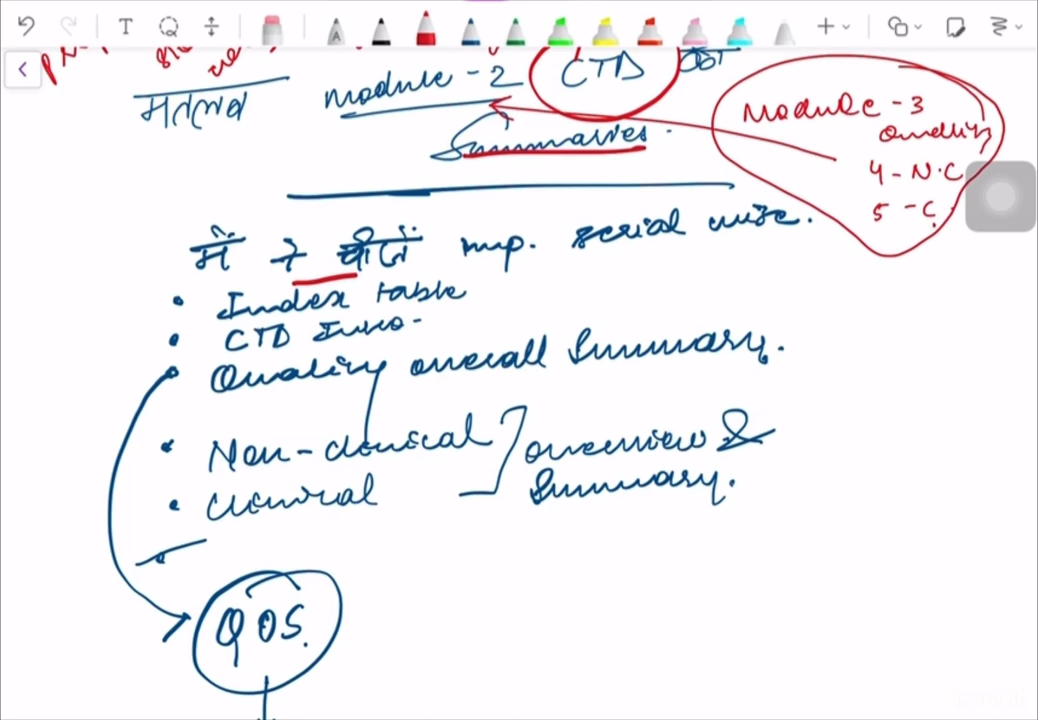 मतलब
Module - 2 CTD
Summaries.
Module - 3
Quality
4 - N.C
5 - C.
में ये चीजें imp. serial wise.
• Index table
• CTD Intro-
• Quality overall Summary.
• Non-clinical
• Clinical
overview &
Summary.
QOS.